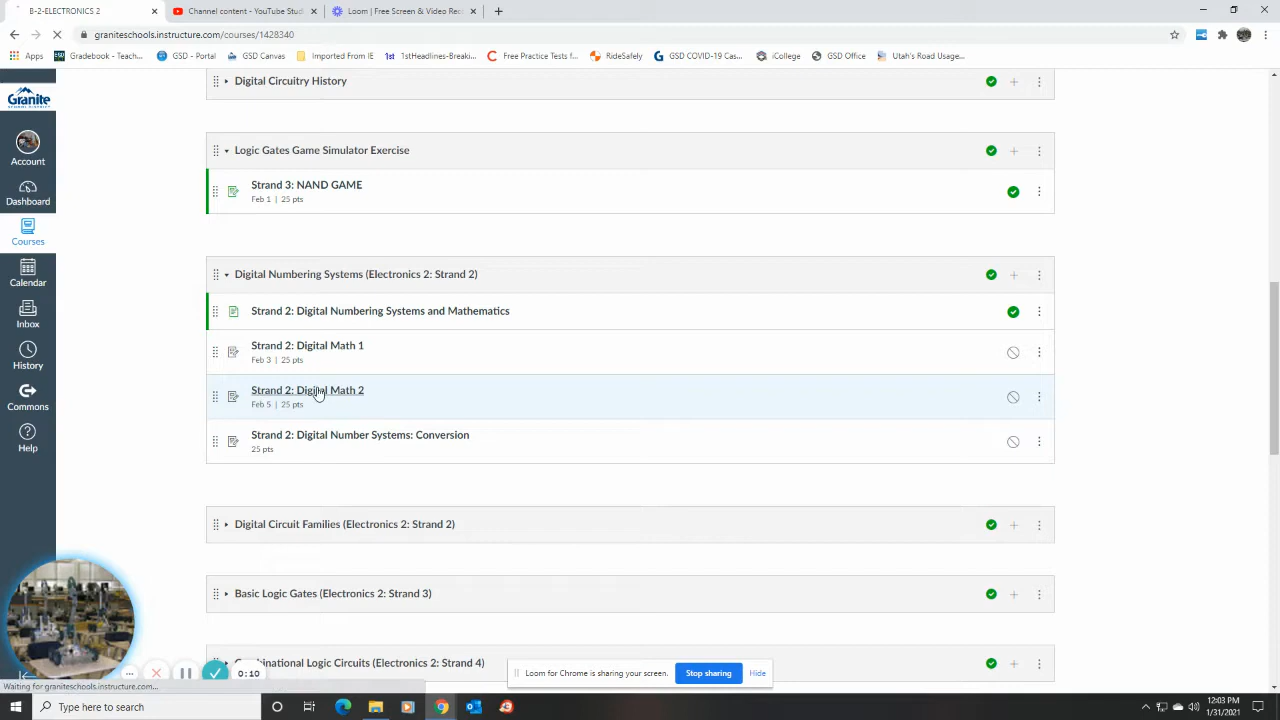 B-2-ELECTRONICS 2
Channel content - YouTube Stud
Loom | Free Screen & Video Rec
graniteschools.instructure.com/courses/1428340
Gradebook - Teach...
GSD - Portal
GSD Canvas
Imported From IE
1stHeadlines-Breaki...
Free Practice Tests f...
RideSafely
GSD COVID-19 Cas...
iCollege
GSD Office
Utah's Road Usage...
Granite
SCHOOL DISTRICT
Account
Dashboard
Courses
Calendar
Inbox
History
Commons
Help
Digital Circuitry History
Logic Gates Game Simulator Exercise
Strand 3: NAND GAME
Feb 1 | 25 pts
Digital Numbering Systems (Electronics 2: Strand 2)
Strand 2: Digital Numbering Systems and Mathematics
Strand 2: Digital Math 1
Feb 3 | 25 pts
Strand 2: Digital Math 2
Feb 5 | 25 pts
Strand 2: Digital Number Systems: Conversion
25 pts
Digital Circuit Families (Electronics 2: Strand 2)
Basic Logic Gates (Electronics 2: Strand 3)
Combinational Logic Circuits (Electronics 2: Strand 4)
0:10
Loom for Chrome is sharing your screen.
Stop sharing
Hide
Waiting for graniteschools.instructure.com...
Type here to search
12:03 PM
1/31/2021